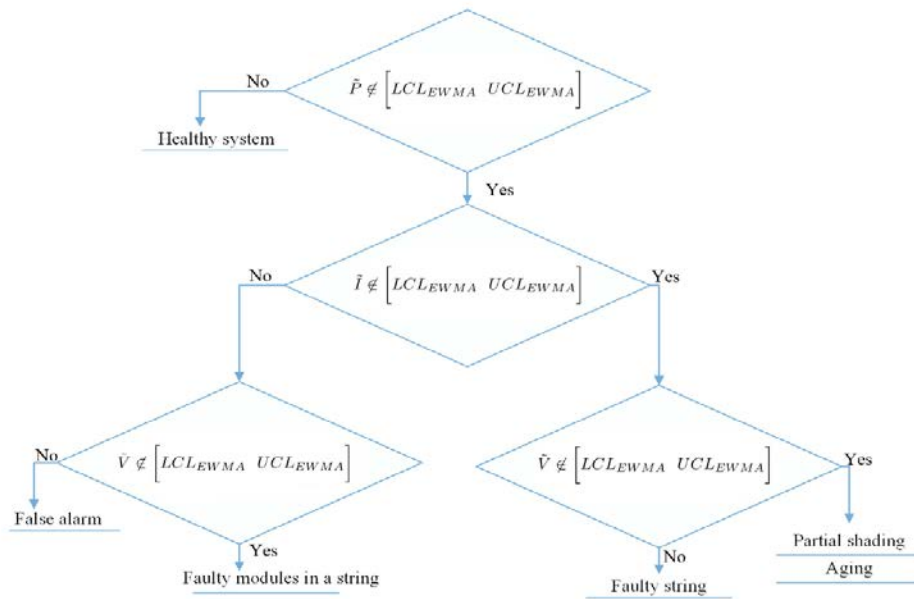 P̃ ∉ [LCL_EWMA UCL_EWMA]
No
Healthy system
Yes
Ĩ ∉ [LCL_EWMA UCL_EWMA]
No
Yes
Ṽ ∉ [LCL_EWMA UCL_EWMA]
No
False alarm
Yes
Faulty modules in a string
Ṽ ∉ [LCL_EWMA UCL_EWMA]
Yes
Partial shading
Aging
No
Faulty string